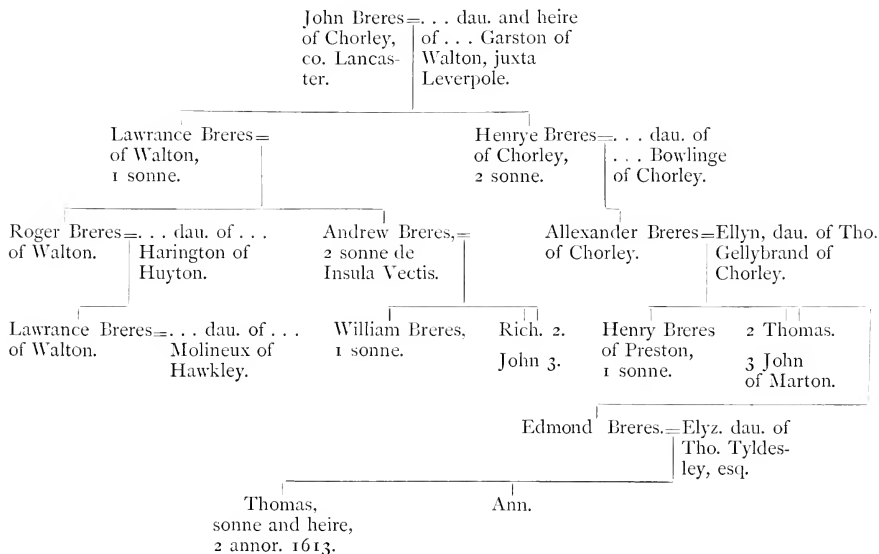 John Breres=. . . dau. and heire
of Chorley, of . . . Garston of
co. Lancas- Walton, juxta
ter. Leverpole.
Lawrance Breres=
of Walton,
1 sonne.
Henrye Breres=. . . dau. of
of Chorley, . . . Bowlinge
2 sonne. of Chorley.
Roger Breres=. . . dau. of . . .
of Walton. Harington of
Huyton.
Andrew Breres,=
2 sonne de
Insula Vectis.
Allexander Breres=Ellyn, dau. of Tho.
of Chorley. Gellybrand of
Chorley.
Lawrance Breres=. . . dau. of . . .
of Walton. Molineux of
Hawkley.
William Breres,
1 sonne.
Rich. 2.
John 3.
Henry Breres
of Preston,
1 sonne.
2 Thomas.
3 John
of Marton.
Edmond Breres.=Elyz. dau. of
Tho. Tyldes-
ley, esq.
Thomas,
sonne and heire,
2 annor. 1613.
Ann.